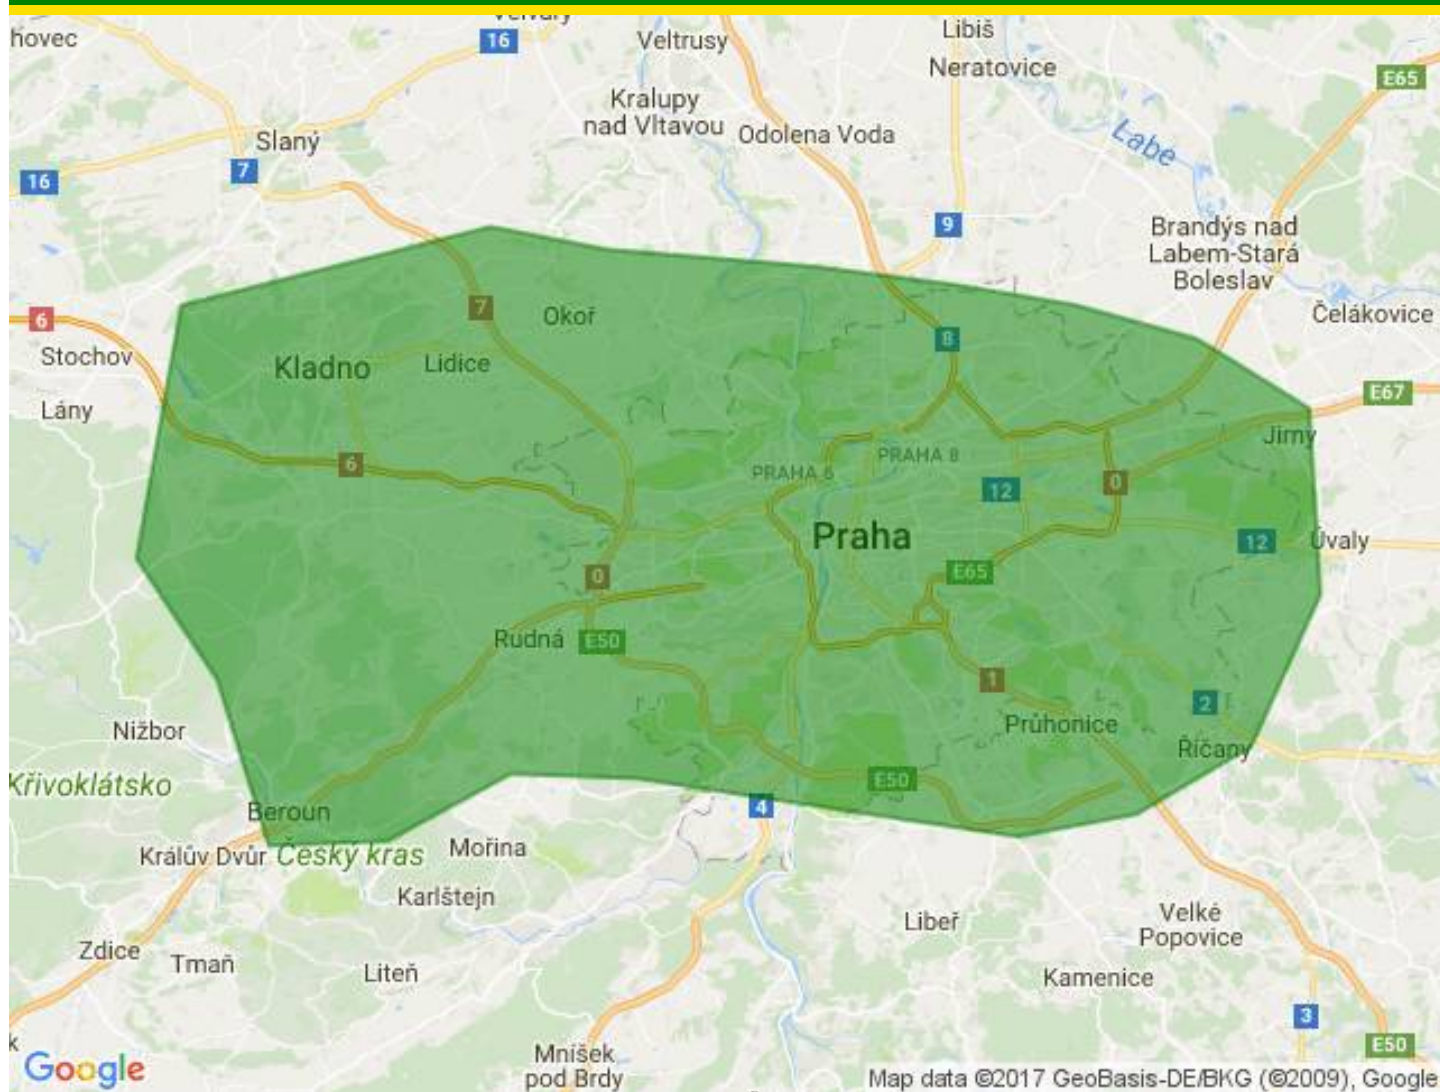 hovec
Velvary
16
Veltrusy
Libiš
Neratovice
E65
Kralupy
nad Vltavou
Odolena Voda
Labe
Slaný
7
16
9
Brandýs nad
Labem-Stará
Boleslav
Čelákovice
6
7
Okoř
8
Stochov
Kladno
Lidice
E67
Lány
Jirny
6
PRAHA 6
PRAHA 8
12
0
Praha
12
Úvaly
0
E65
Rudná
E50
1
2
Nižbor
Průhonice
Říčany
Křivoklátsko
E50
Beroun
4
Králův Dvůr
Český kras
Mořina
Karlštejn
Libeř
Velké
Popovice
Zdice
Tmaň
Liteň
Kamenice
3
k
E50
Google
Mníšek
pod Brdy
Map data ©2017 GeoBasis-DE/BKG (©2009), Google